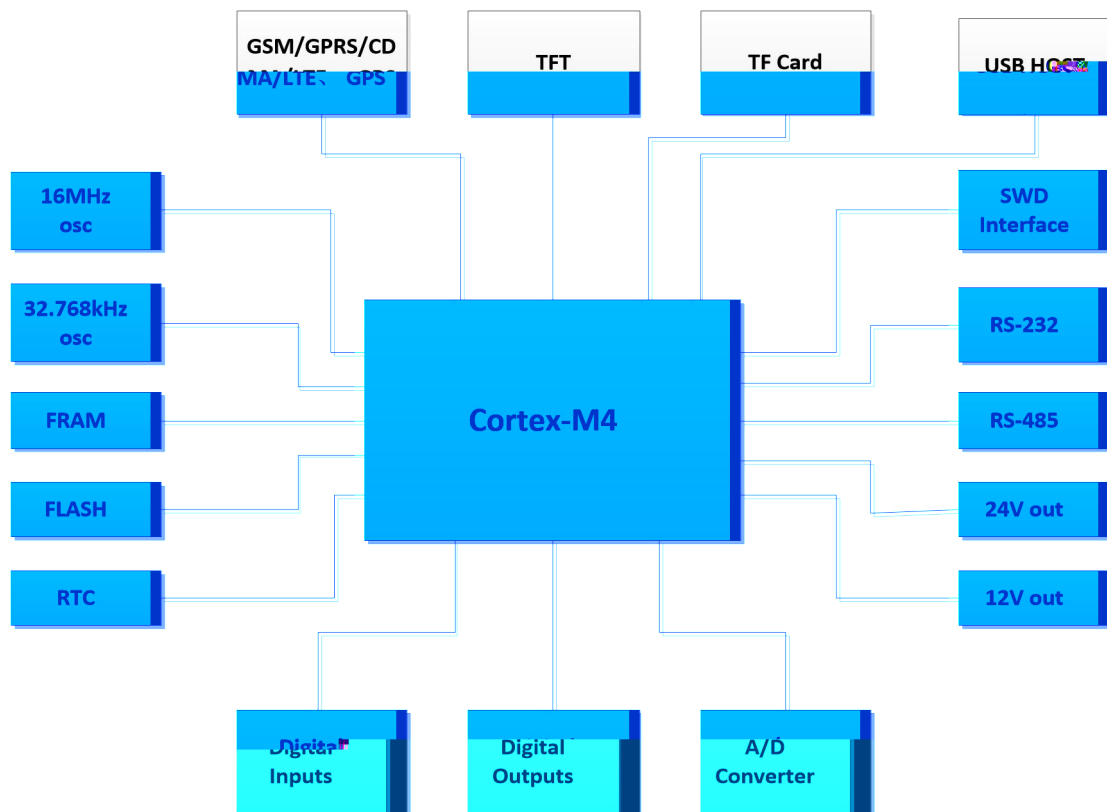 GSM/GPRS/CD
MA/LTE、 GPS
TFT
TF Card
USB HOST
16MHz
osc
SWD
Interface
32.768kHz
osc
RS-232
FRAM
Cortex-M4
RS-485
FLASH
24V out
RTC
12V out
Digital
Inputs
Digital
Outputs
A/D
Converter